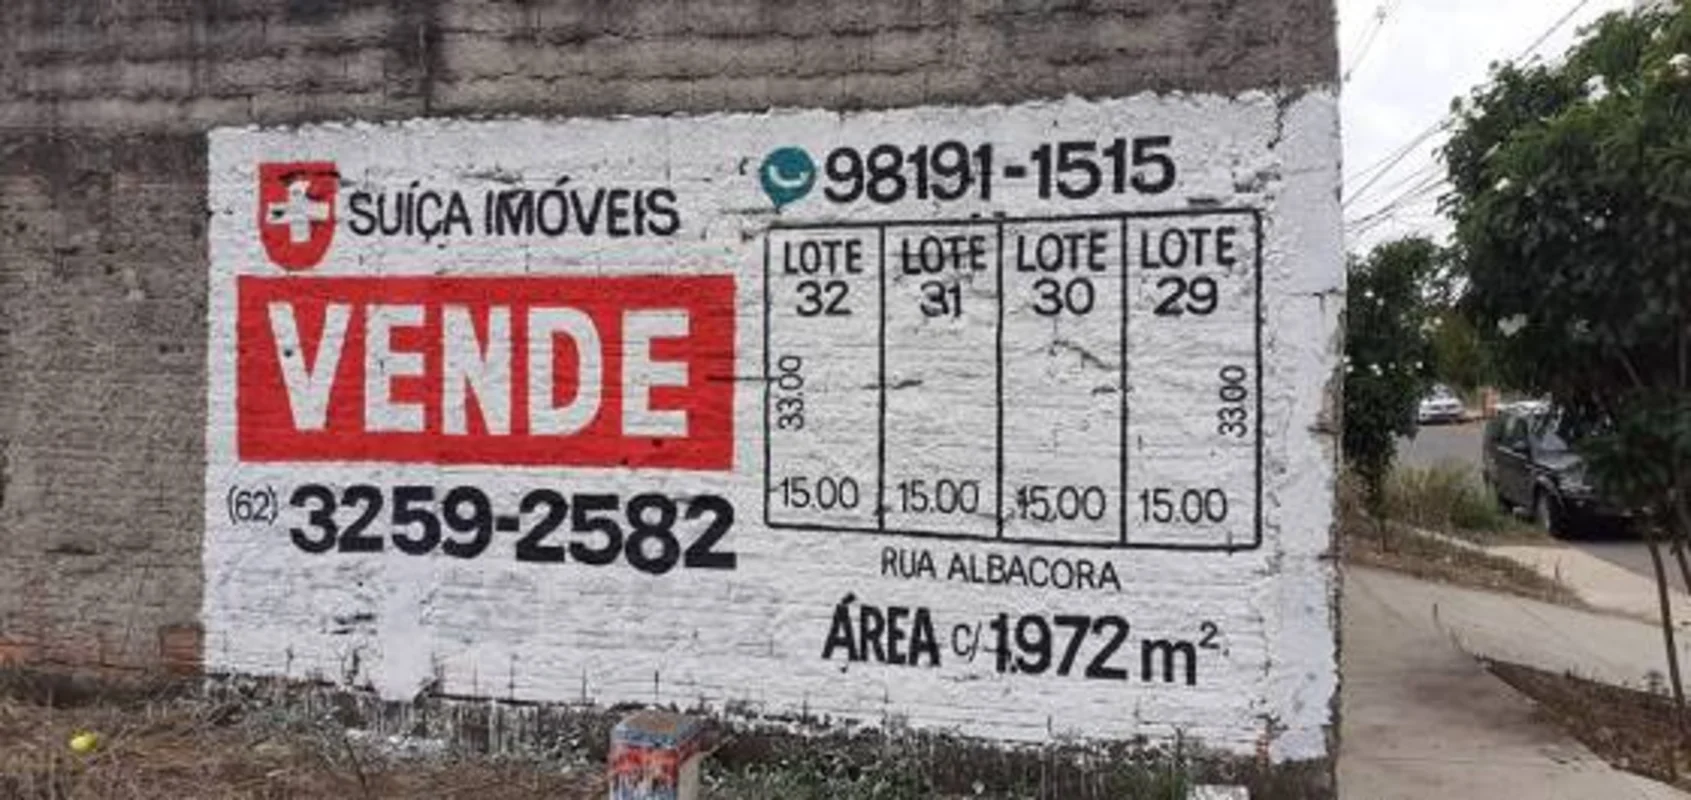 SUÍÇA IMÓVEIS
VENDE
(62) 3259-2582
98191-1515
LOTE 32
LOTE 31
LOTE 30
LOTE 29
33.00
33.00
15.00
15.00
15.00
15.00
RUA ALBACORA
ÁREA c/ 1.972 m²